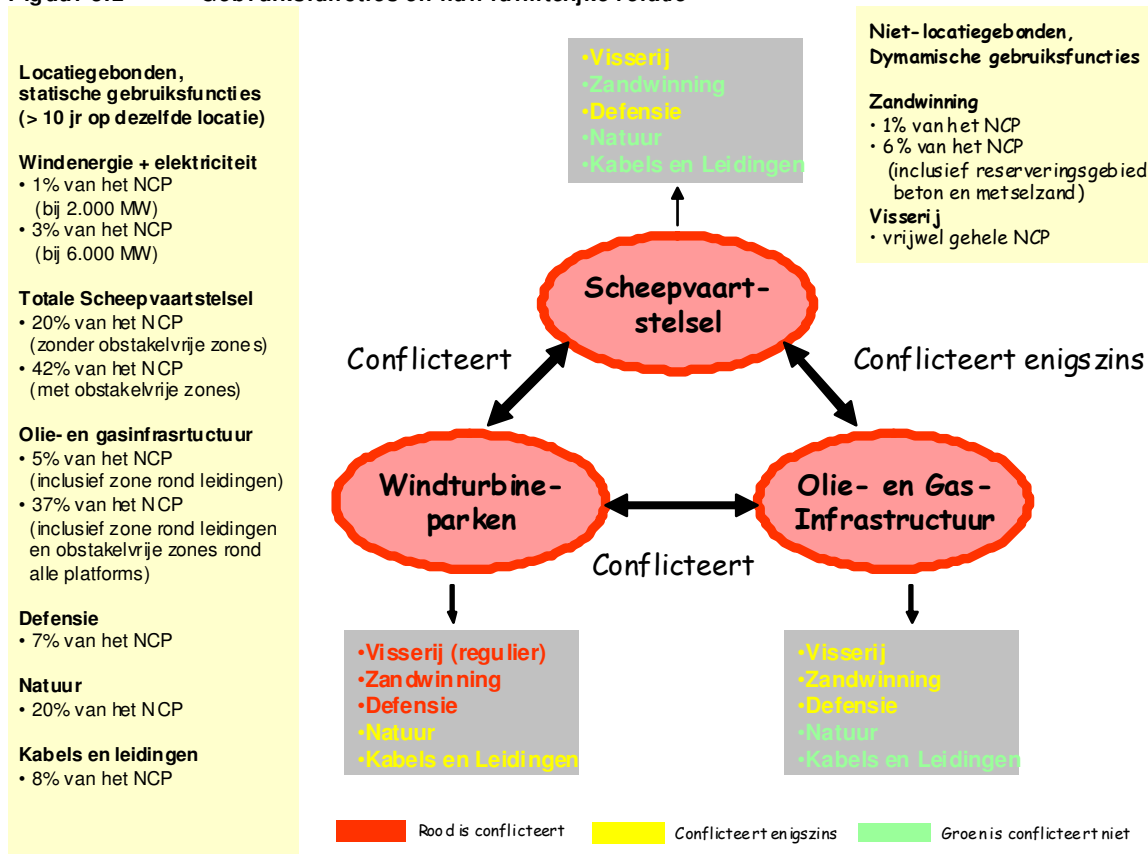 Locatiegebonden,
statische gebruiksfuncties
(> 10 jr op dezelfde locatie)
Windenergie + elektriciteit
• 1% van het NCP
(bij 2.000 MW)
• 3% van het NCP
(bij 6.000 MW)
Totale Scheepvaartstelsel
• 20% van het NCP
(zonder obstakelvrije zones)
• 42% van het NCP
(met obstakelvrije zones)
Olie- en gasinfrasrtuctuur
• 5% van het NCP
(inclusief zone rond leidingen)
• 37% van het NCP
(inclusief zone rond leidingen
en obstakelvrije zones rond
alle platforms)
Defensie
• 7% van het NCP
Natuur
• 20% van het NCP
Kabels en leidingen
• 8% van het NCP
•Visserij
•Zandwinning
•Defensie
•Natuur
•Kabels en Leidingen
Niet-locatiegebonden,
Dymamische gebruiksfuncties
Zandwinning
• 1% van het NCP
• 6% van het NCP
(inclusief reserveringsgebied
beton en metselzand)
Visserij
• vrijwel gehele NCP
Scheepvaart-
stelsel
Conflicteert
Conflicteert enigszins
Windturbine-
parken
Olie- en Gas-
Infrastructuur
Conflicteert
•Visserij (regulier)
•Zandwinning
•Defensie
•Natuur
•Kabels en Leidingen
•Visserij
•Zandwinning
•Defensie
•Natuur
•Kabels en Leidingen
Rood is conflicteert
Conflicteert enigszins
Groen is conflicteert niet